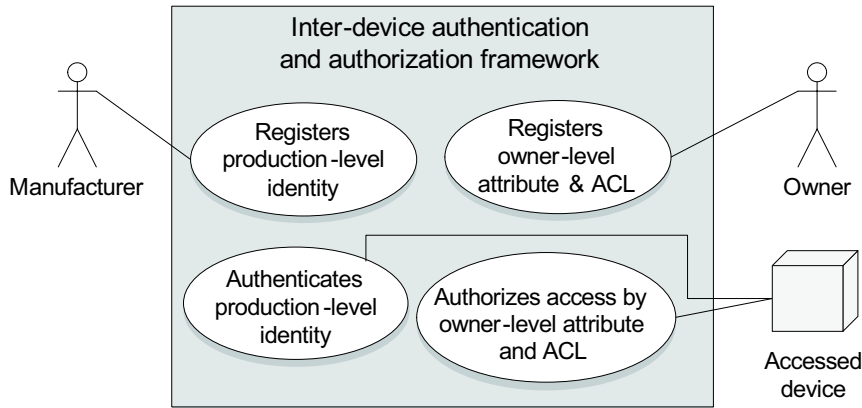 Inter-device authentication
and authorization framework
Registers
production-level
identity
Registers
owner-level
attribute & ACL
Manufacturer
Owner
Authenticates
production-level
identity
Authorizes access by
owner-level attribute
and ACL
Accessed
device